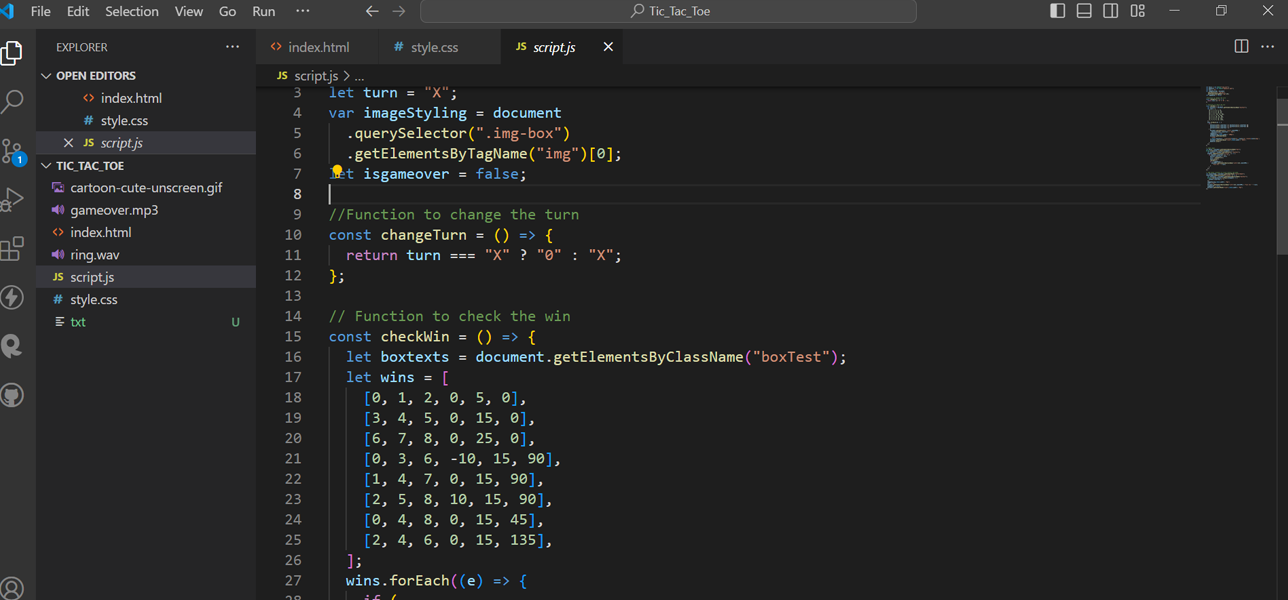 File Edit Selection View Go Run ··· ← → Tic_Tac_Toe
EXPLORER ···
OPEN EDITORS
index.html
# style.css
JS script.js
TIC_TAC_TOE
cartoon-cute-unscreen.gif
gameover.mp3
index.html
ring.wav
JS script.js
# style.css
txt U
1
index.html # style.css JS script.js
JS script.js > ...
3 let turn = "X";
4 var imageStyling = document
5 .querySelector(".img-box")
6 .getElementsByTagName("img")[0];
7 let isgameover = false;
8
9 //Function to change the turn
10 const changeTurn = () => {
11 return turn === "X" ? "0" : "X";
12 };
13
14 // Function to check the win
15 const checkWin = () => {
16 let boxtexts = document.getElementsByClassName("boxTest");
17 let wins = [
18 [0, 1, 2, 0, 5, 0],
19 [3, 4, 5, 0, 15, 0],
20 [6, 7, 8, 0, 25, 0],
21 [0, 3, 6, -10, 15, 90],
22 [1, 4, 7, 0, 15, 90],
23 [2, 5, 8, 10, 15, 90],
24 [0, 4, 8, 0, 15, 45],
25 [2, 4, 6, 0, 15, 135],
26 ];
27 wins.forEach((e) => {
28 if (